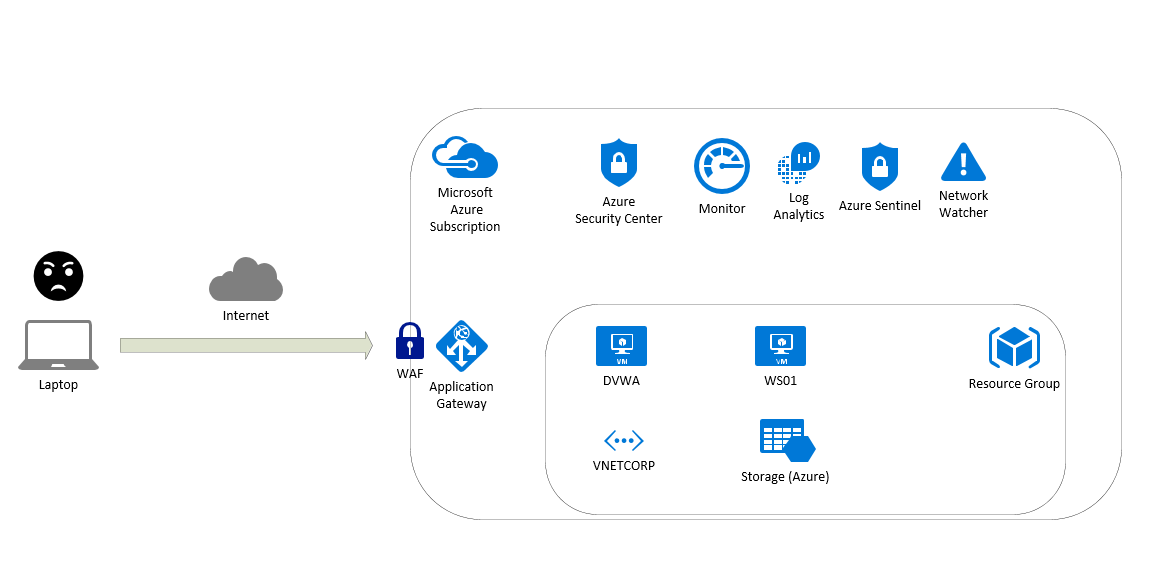 Microsoft
Azure
Subscription
Azure
Security Center
Monitor
Log
Analytics
Azure Sentinel
Network
Watcher
Internet
Laptop
WAF
Application
Gateway
VM
DVWA
VM
WS01
Resource Group
VNETCORP
Storage (Azure)